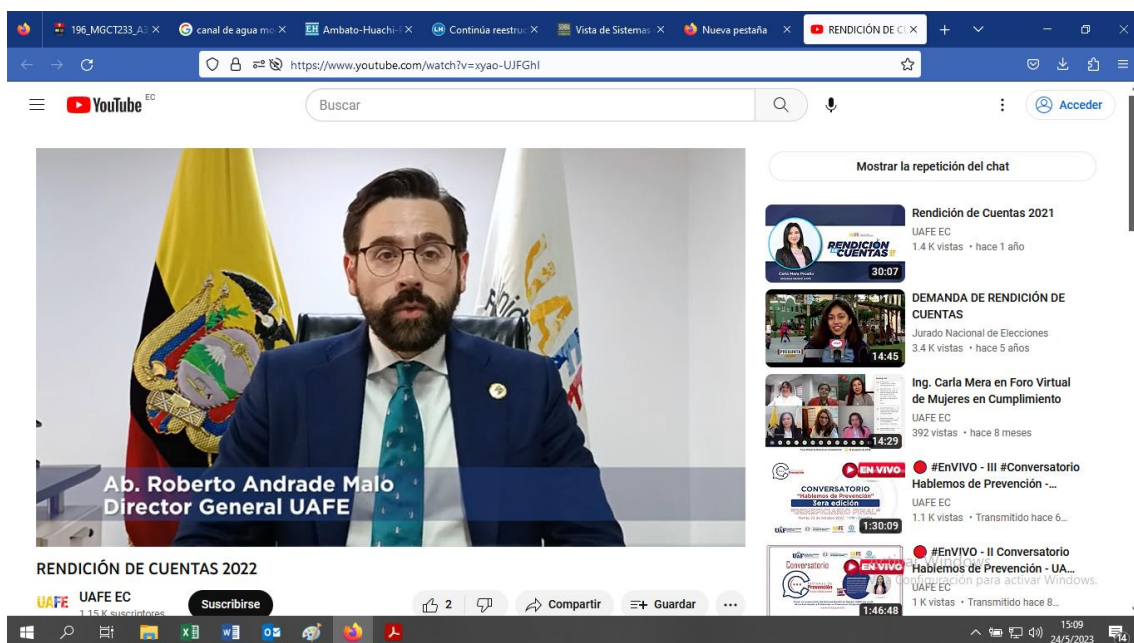 196_MGCT233_A3
canal de agua mo
Ambato-Huachi-
Continúa reestruc
Vista de Sistemas
Nueva pestaña
RENDICIÓN DE C
https://www.youtube.com/watch?v=xyao-UJFGhI
YouTube EC
Buscar
Acceder
Mostrar la repetición del chat
Ab. Roberto Andrade Malo
Director General UAFE
RENDICIÓN DE CUENTAS 2022
UAFE
UAFE EC
1.15 K suscriptores
Suscribirse
2
Compartir
Guardar
RENDICIÓN
CUENTAS
30:07
Rendición de Cuentas 2021
UAFE EC
1.4 K vistas • hace 1 año
14:45
DEMANDA DE RENDICIÓN DE
CUENTAS
Jurado Nacional de Elecciones
3.4 K vistas • hace 5 años
14:29
Ing. Carla Mera en Foro Virtual
de Mujeres en Cumplimiento
UAFE EC
392 vistas • hace 8 meses
EN VIVO
CONVERSATORIO
"Hablemos de Prevención"
3era edición
"BENEFICIARIO FINAL"
1:30:09
#EnVIVO - III #Conversatorio
Hablemos de Prevención -...
UAFE EC
1.1 K vistas • Transmitido hace 6...
Conversatorio
EN VIVO
1:46:48
#EnVIVO - II Conversatorio
Hablemos de Prevención - UA...
UAFE EC
1 K vistas • Transmitido hace 8...
Activar Windows
configuración para activar Windows.
15:09
24/5/2023
14